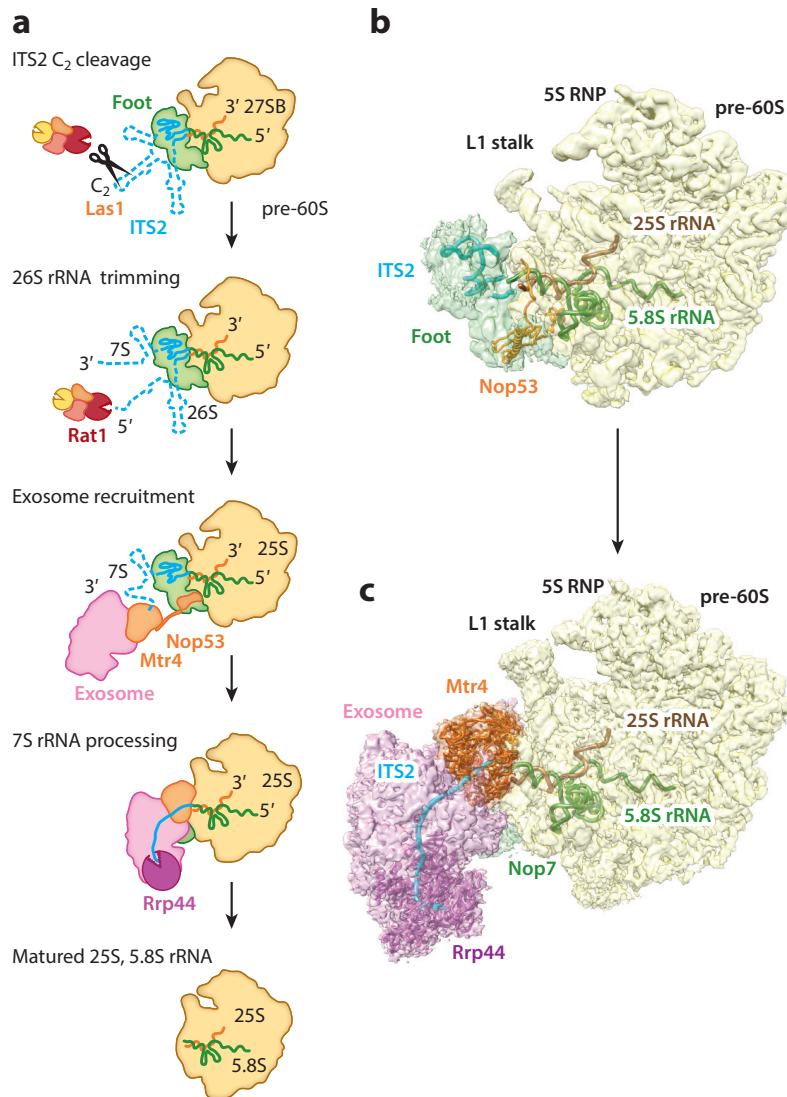 a
ITS2 C2 cleavage
Foot
3′ 27SB
5′
C2
Las1
ITS2
pre-60S
26S rRNA trimming
3′
7S
3′
5′
26S
5′
Rat1
Exosome recruitment
3′
7S
3′
25S
5′
Nop53
Mtr4
Exosome
7S rRNA processing
3′
25S
5′
Rrp44
Matured 25S, 5.8S rRNA
25S
5.8S
b
5S RNP
pre-60S
L1 stalk
25S rRNA
ITS2
5.8S rRNA
Foot
Nop53
c
5S RNP
pre-60S
L1 stalk
Mtr4
Exosome
25S rRNA
ITS2
5.8S rRNA
Nop7
Rrp44